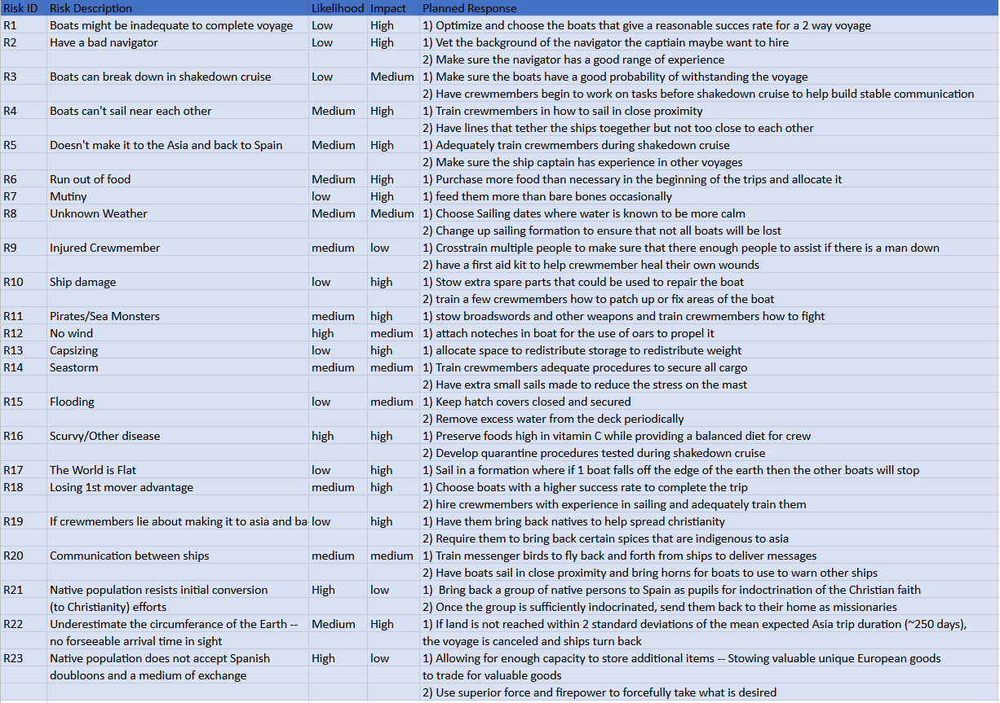 Risk ID Risk Description Likelihood Impact Planned Response
R1 Boats might be inadequate to complete voyage Low High 1) Optimize and choose the boats that give a reasonable succes rate for a 2 way voyage
R2 Have a bad navigator Low High 1) Vet the background of the navigator the captiain maybe want to hire
2) Make sure the navigator has a good range of experience
R3 Boats can break down in shakedown cruise Low Medium 1) Make sure the boats have a good probability of withstanding the voyage
2) Have crewmembers begin to work on tasks before shakedown cruise to help build stable communication
R4 Boats can't sail near each other Medium High 1) Train crewmembers in how to sail in close proximity
2) Have lines that tether the ships toegether but not too close to each other
R5 Doesn't make it to the Asia and back to Spain Medium High 1) Adequately train crewmembers during shakedown cruise
2) Make sure the ship captain has experience in other voyages
R6 Run out of food Medium High 1) Purchase more food than necessary in the beginning of the trips and allocate it
R7 Mutiny low High 1) feed them more than bare bones occasionally
R8 Unknown Weather Medium Medium 1) Choose Sailing dates where water is known to be more calm
2) Change up sailing formation to ensure that not all boats will be lost
R9 Injured Crewmember medium low 1) Crosstrain multiple people to make sure that there enough people to assist if there is a man down
2) have a first aid kit to help crewmember heal their own wounds
R10 Ship damage low high 1) Stow extra spare parts that could be used to repair the boat
2) train a few crewmembers how to patch up or fix areas of the boat
R11 Pirates/Sea Monsters medium high 1) stow broadswords and other weapons and train crewmembers how to fight
R12 No wind high medium 1) attach noteches in boat for the use of oars to propel it
R13 Capsizing low high 1) allocate space to redistribute storage to redistribute weight
R14 Seastorm medium medium 1) Train crewmembers adequate procedures to secure all cargo
2) Have extra small sails made to reduce the stress on the mast
R15 Flooding low medium 1) Keep hatch covers closed and secured
2) Remove excess water from the deck periodically
R16 Scurvy/Other disease high high 1) Preserve foods high in vitamin C while providing a balanced diet for crew
2) Develop quarantine procedures tested during shakedown cruise
R17 The World is Flat low high 1) Sail in a formation where if 1 boat falls off the edge of the earth then the other boats will stop
R18 Losing 1st mover advantage medium high 1) Choose boats with a higher success rate to complete the trip
2) hire crewmembers with experience in sailing and adequately train them
R19 If crewmembers lie about making it to asia and ba low high 1) Have them bring back natives to help spread christianity
2) Require them to bring back certain spices that are indigenous to asia
R20 Communication between ships medium medium 1) Train messenger birds to fly back and forth from ships to deliver messages
2) Have boats sail in close proximity and bring horns for boats to use to warn other ships
R21 Native population resists initial conversion High low 1) Bring back a group of native persons to Spain as pupils for indoctrination of the Christian faith
(to Christianity) efforts 2) Once the group is sufficiently indocrinated, send them back to their home as missionaries
R22 Underestimate the circumferance of the Earth -- Medium High 1) If land is not reached within 2 standard deviations of the mean expected Asia trip duration (~250 days),
no forseeable arrival time in sight the voyage is canceled and ships turn back
R23 Native population does not accept Spanish High low 1) Allowing for enough capacity to store additional items -- Stowing valuable unique European goods
doubloons and a medium of exchange to trade for valuable goods
2) Use superior force and firepower to forcefully take what is desired